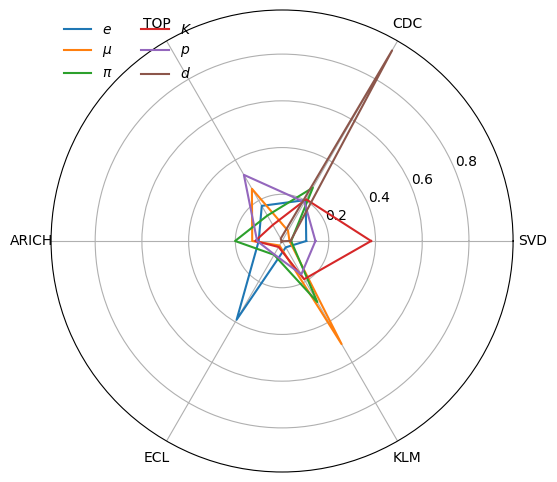 TOP CDC
e K
μ p
π d
0.8
0.6
0.4
0.2
ARICH SVD
ECL KLM